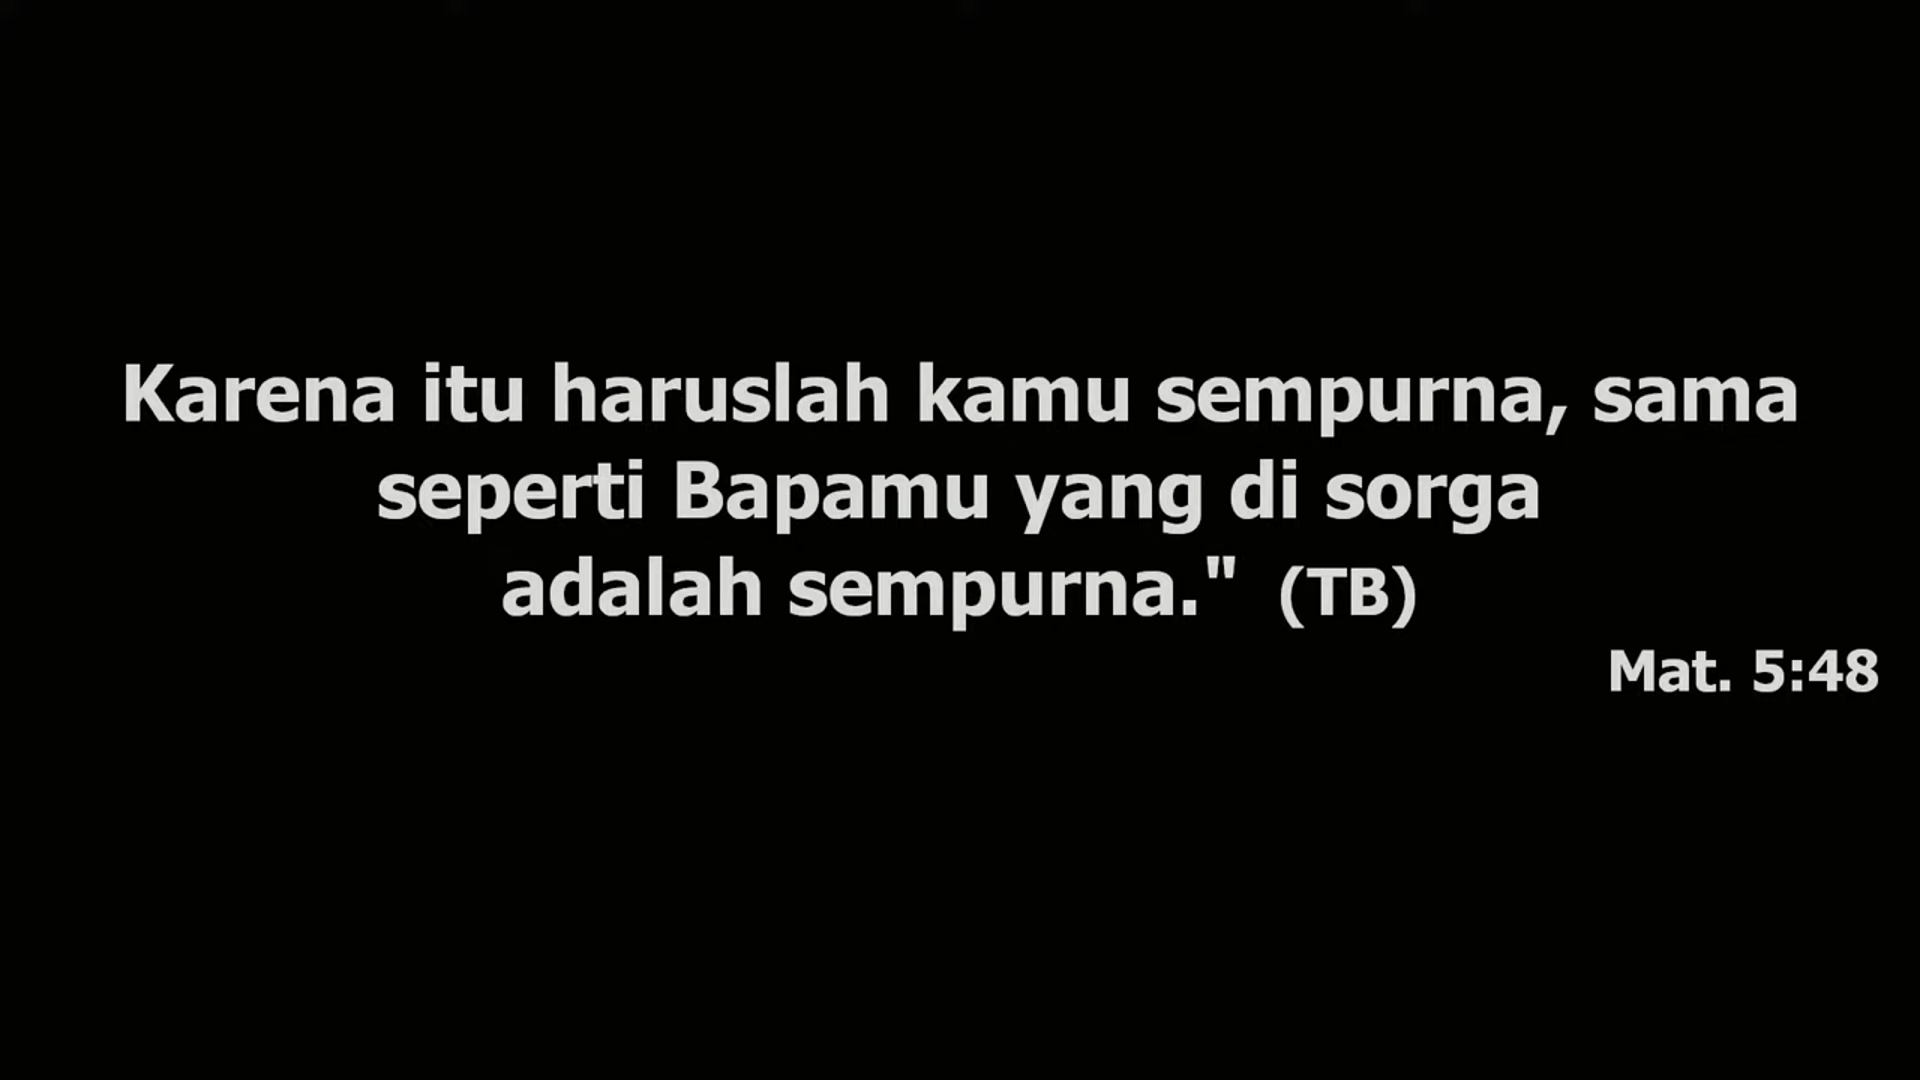 Karena itu haruslah kamu sempurna, sama
seperti Bapamu yang di sorga
adalah sempurna." (TB)
Mat. 5:48